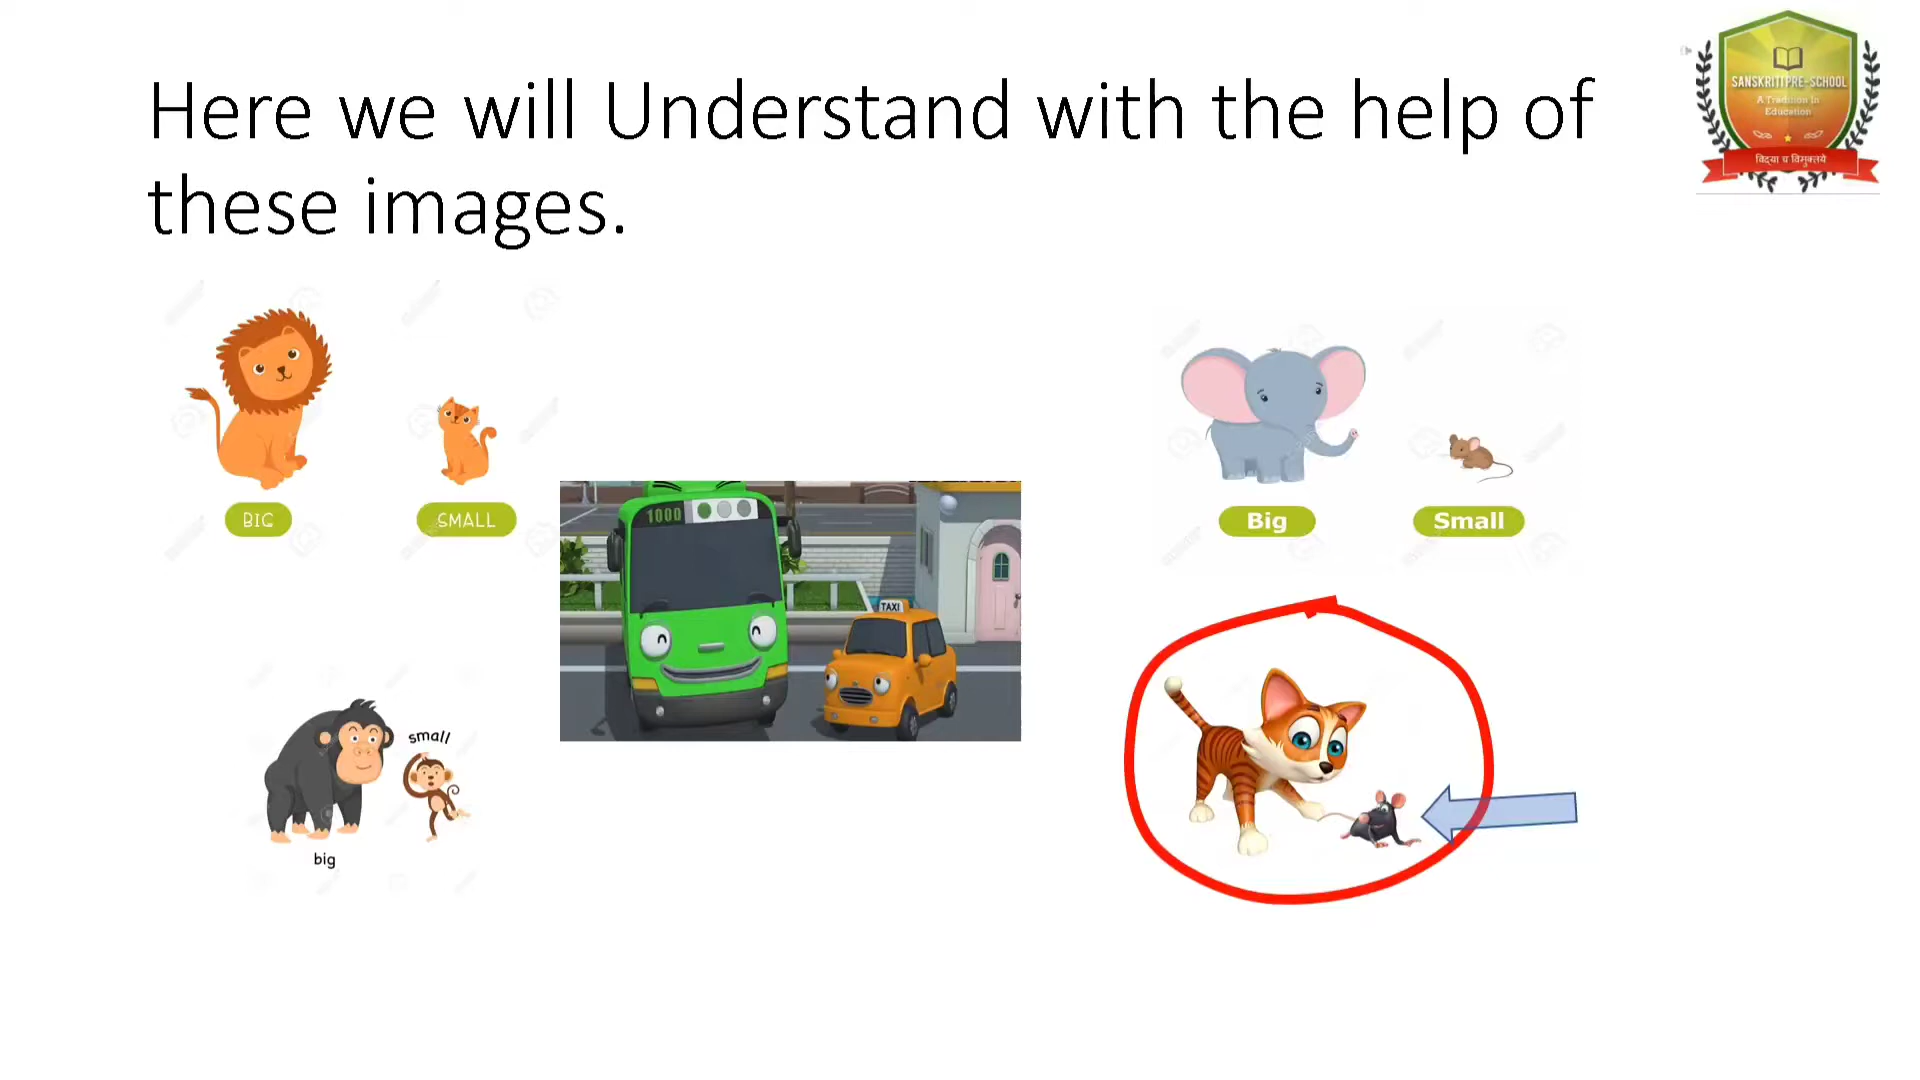 Here we will Understand with the help of
these images.
SANSKRITI PRE-SCHOOL
A Tradition In
Education
विद्या च विमुक्तये
BIG
SMALL
Big
Small
1000
TAXI
small
big